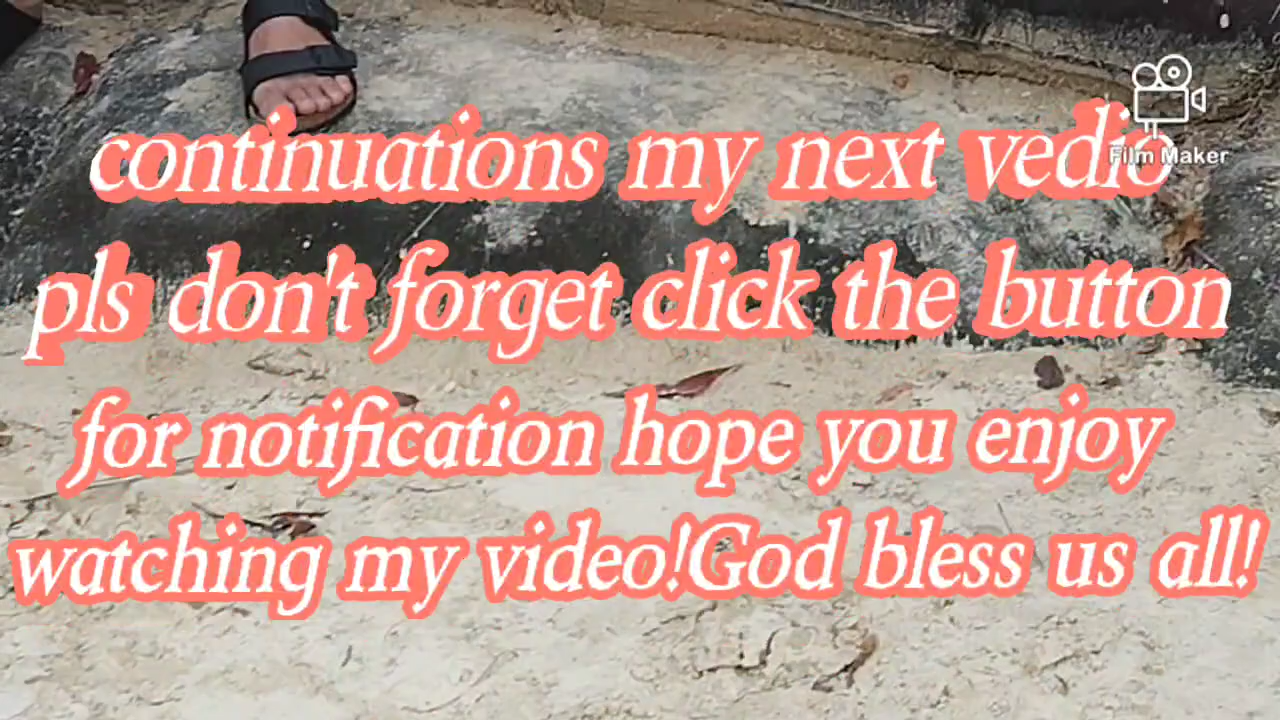 continuations my next vedio
Film Maker
pls don't forget click the button
for notification hope you enjoy
watching my video!God bless us all!